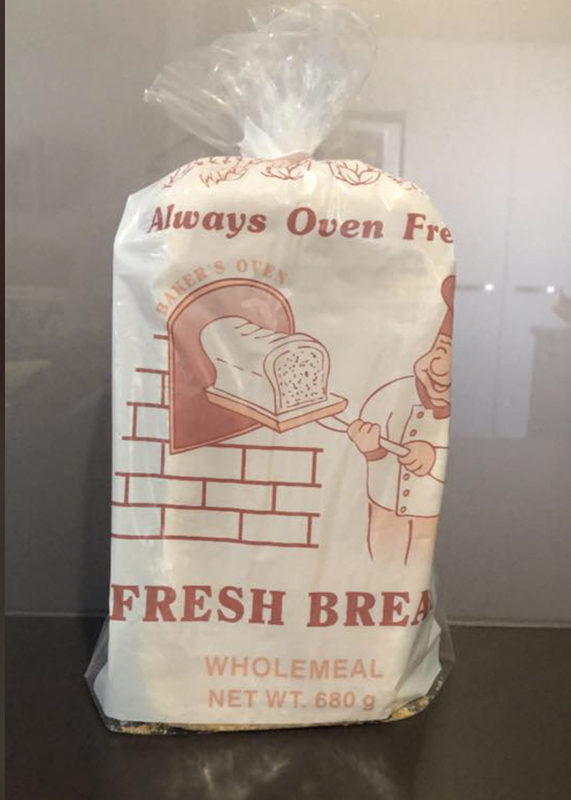 Always Oven Fre
BAKER'S OVEN
FRESH BREA
WHOLEMEAL
NET WT. 680 g